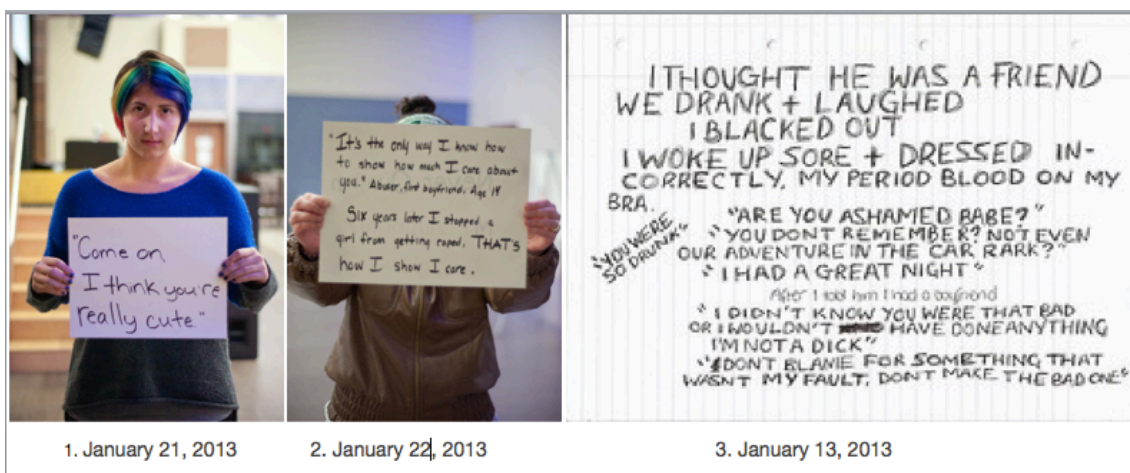 "Come on
I think you're
really cute"
"It's the only way I know how
to show how much I care about
you." Abuser, first boyfriend. Age 19
Six years later I stopped a
girl from getting raped. THAT'S
how I show I care.
I THOUGHT HE WAS A FRIEND
WE DRANK + LAUGHED
I BLACKED OUT
I WOKE UP SORE + DRESSED IN-
CORRECTLY. MY PERIOD BLOOD ON MY
BRA.
"YOU WERE
SO DRUNK"
"ARE YOU ASHAMED BABE?"
"YOU DONT REMEMBER? NOT EVEN
OUR ADVENTURE IN THE CAR RARK?"
"I HAD A GREAT NIGHT"
After I told him I had a boyfriend
"I DIDN'T KNOW YOU WERE THAT BAD
OR I WOULDN'T HAVE DONE ANYTHING
I'M NOT A DICK"
"DONT BLAME FOR SOMETHING THAT
WASNT MY FAULT. DONT MAKE THE BAD ONE"
1. January 21, 2013
2. January 22, 2013
3. January 13, 2013